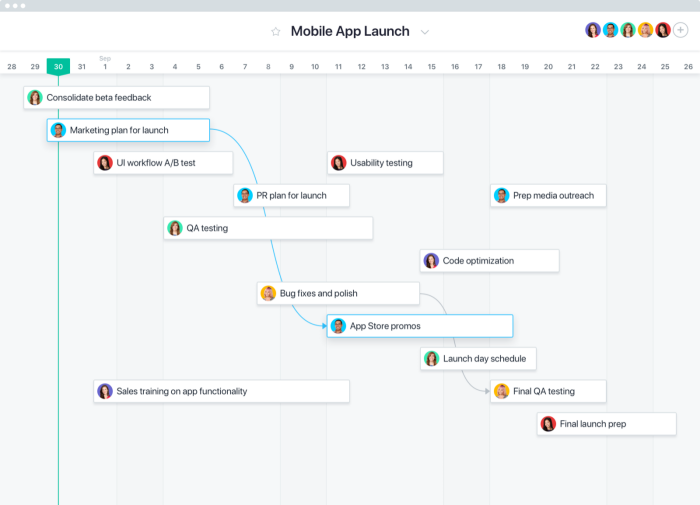 Mobile App Launch
Sep
28 29 30 31 1 2 3 4 5 6 7 8 9 10 11 12 13 14 15 16 17 18 19 20 21 22 23 24 25 26
Consolidate beta feedback
Marketing plan for launch
UI workflow A/B test
Usability testing
PR plan for launch
Prep media outreach
QA testing
Code optimization
Bug fixes and polish
App Store promos
Launch day schedule
Sales training on app functionality
Final QA testing
Final launch prep